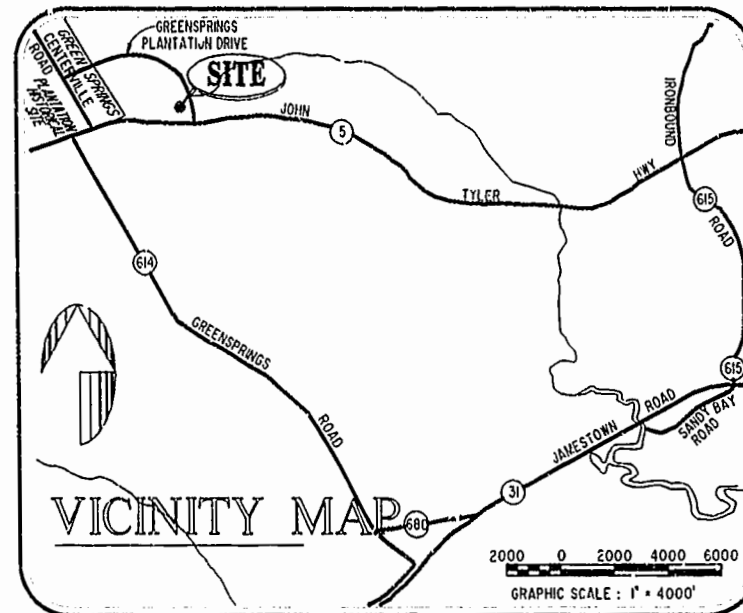 GREENSPRINGS
PLANTATION DRIVE
SITE
GREEN SPRINGS
PLANTATION
HISTORICAL
SITE
CENTERVILLE
ROAD
JOHN
5
TYLER
HWY
IRONBOUND
615
ROAD
614
GREENSPRINGS
ROAD
615
SANDY BAY
ROAD
JAMESTOWN
ROAD
31
680
VICINITY MAP
2000 0 2000 4000 6000
GRAPHIC SCALE : 1" = 4000'